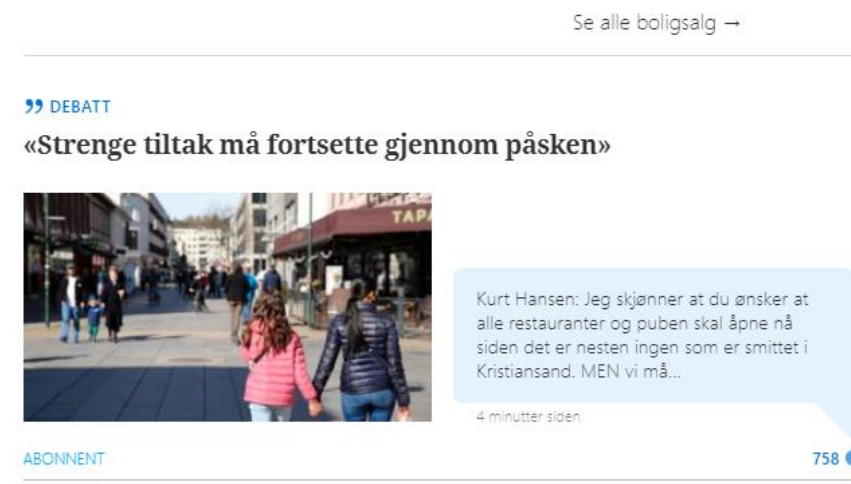 Se alle boligsalg →
❞ DEBATT
«Strenge tiltak må fortsette gjennom påsken»
TAPA
Kurt Hansen: Jeg skjønner at du ønsker at
alle restauranter og puben skal åpne nå
siden det er nesten ingen som er smittet i
Kristiansand. MEN vi må...
4 minutter siden
ABONNENT
758